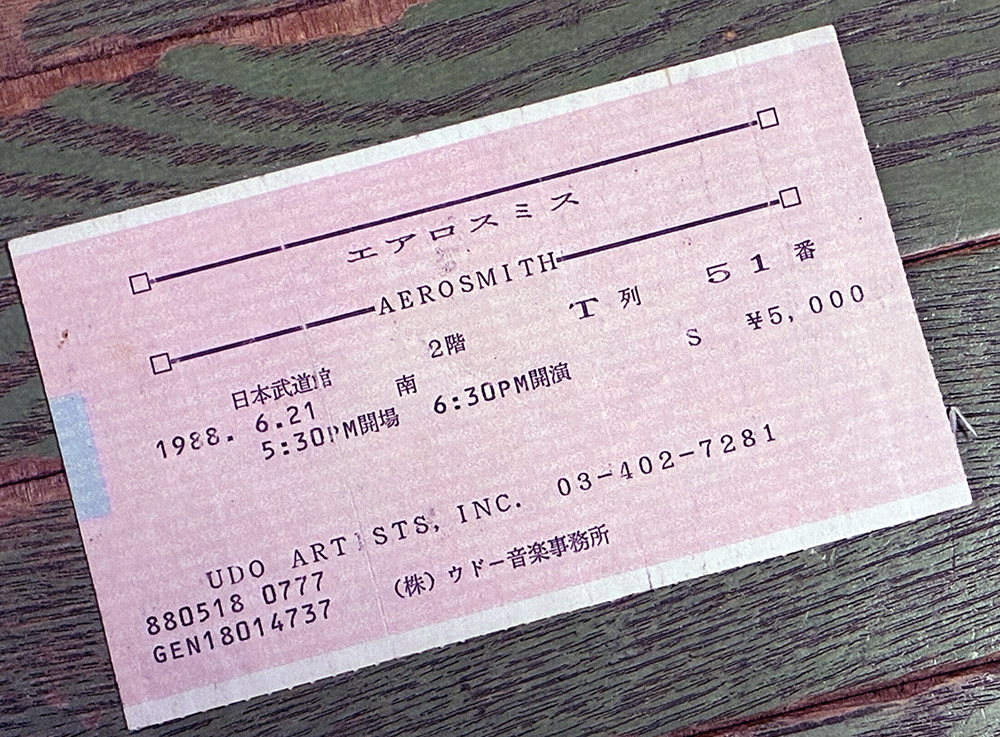 エアロスミス
AEROSMITH
日本武道館 2階 T 列 51 番
南 S ¥5,000
1988. 6.21
5:30PM開場 6:30PM開演
UDO ARTISTS, INC. 03-402-7281
880518 0777 (株)ウドー音楽事務所
GEN18014737